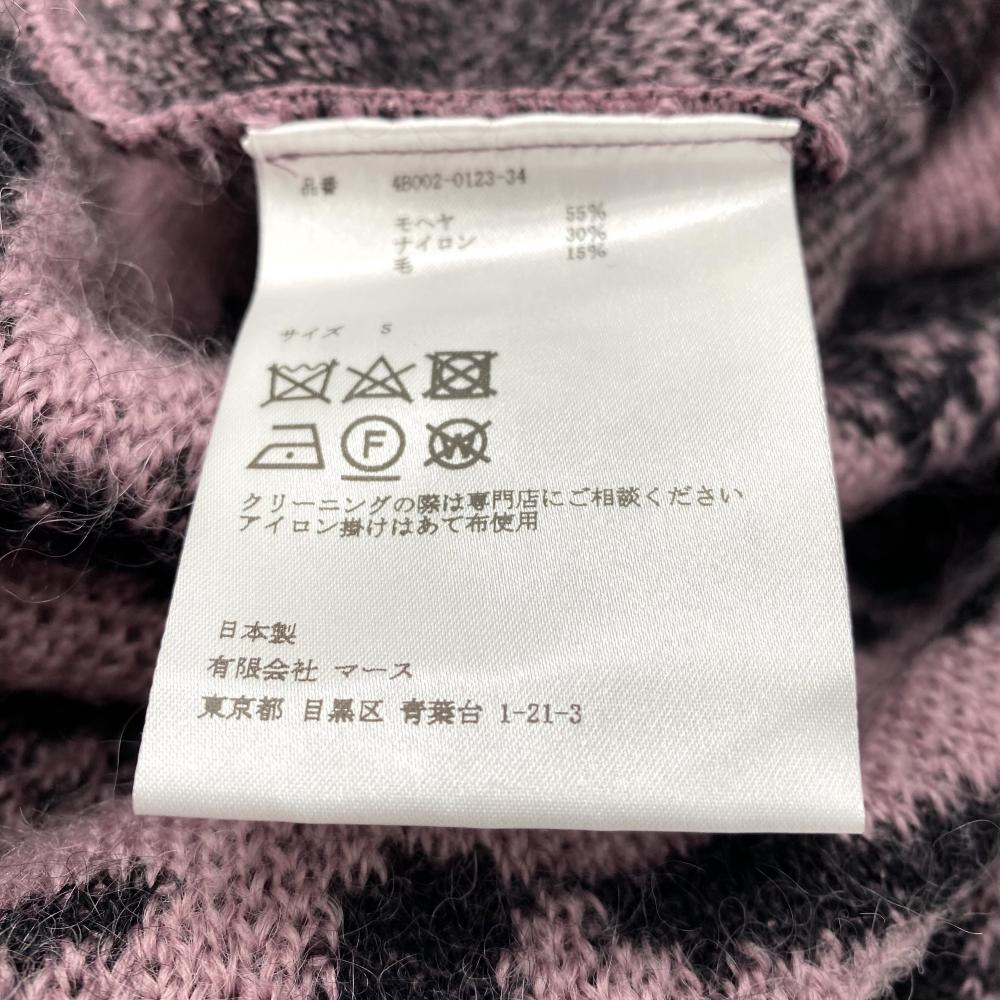 品番 4B002-0123-34
モヘヤ 55%
ナイロン 30%
毛 15%
サイズ S
F W
クリーニングの際は専門店にご相談ください
アイロン掛けはあて布使用
日本製
有限会社 マース
東京都 目黒区 青葉台 1-21-3